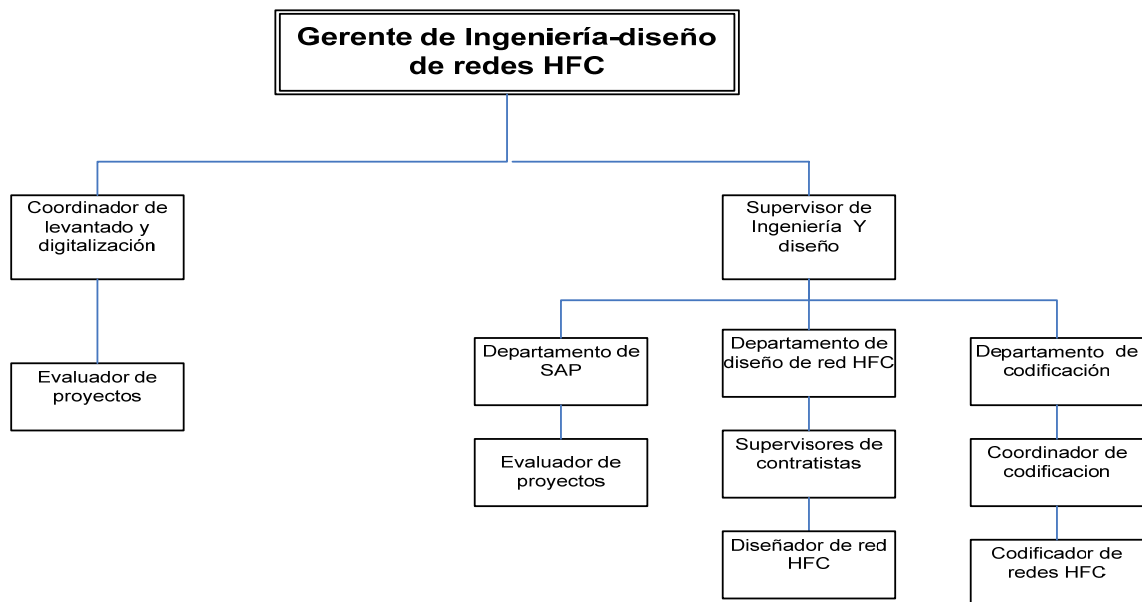 Gerente de Ingeniería-diseño
de redes HFC
Coordinador de
levantado y
digitalización
Supervisor de
Ingeniería Y
diseño
Evaluador de
proyectos
Departamento de
SAP
Departamento de
diseño de red HFC
Departamento de
codificación
Evaluador de
proyectos
Supervisores de
contratistas
Coordinador de
codificacion
Diseñador de red
HFC
Codificador de
redes HFC